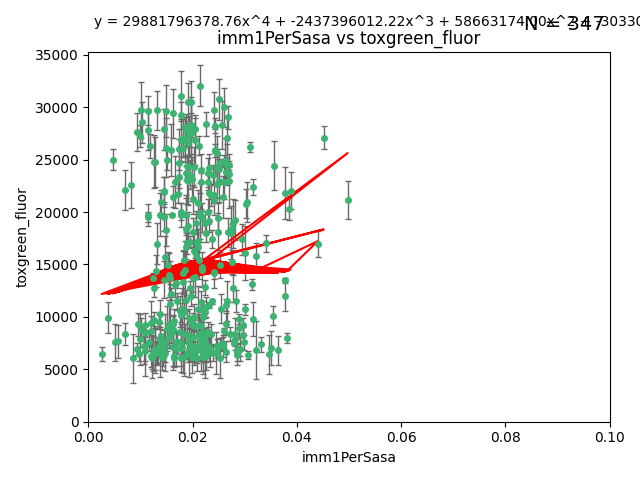 y = 29881796378.76x^4 + -2437396012.22x^3 + 58663174
N = 347
imm1PerSasa vs toxgreen_fluor
35000
30000
25000
20000
15000
10000
5000
0
toxgreen_fluor
0.00 0.02 0.04 0.06 0.08 0.10
imm1PerSasa